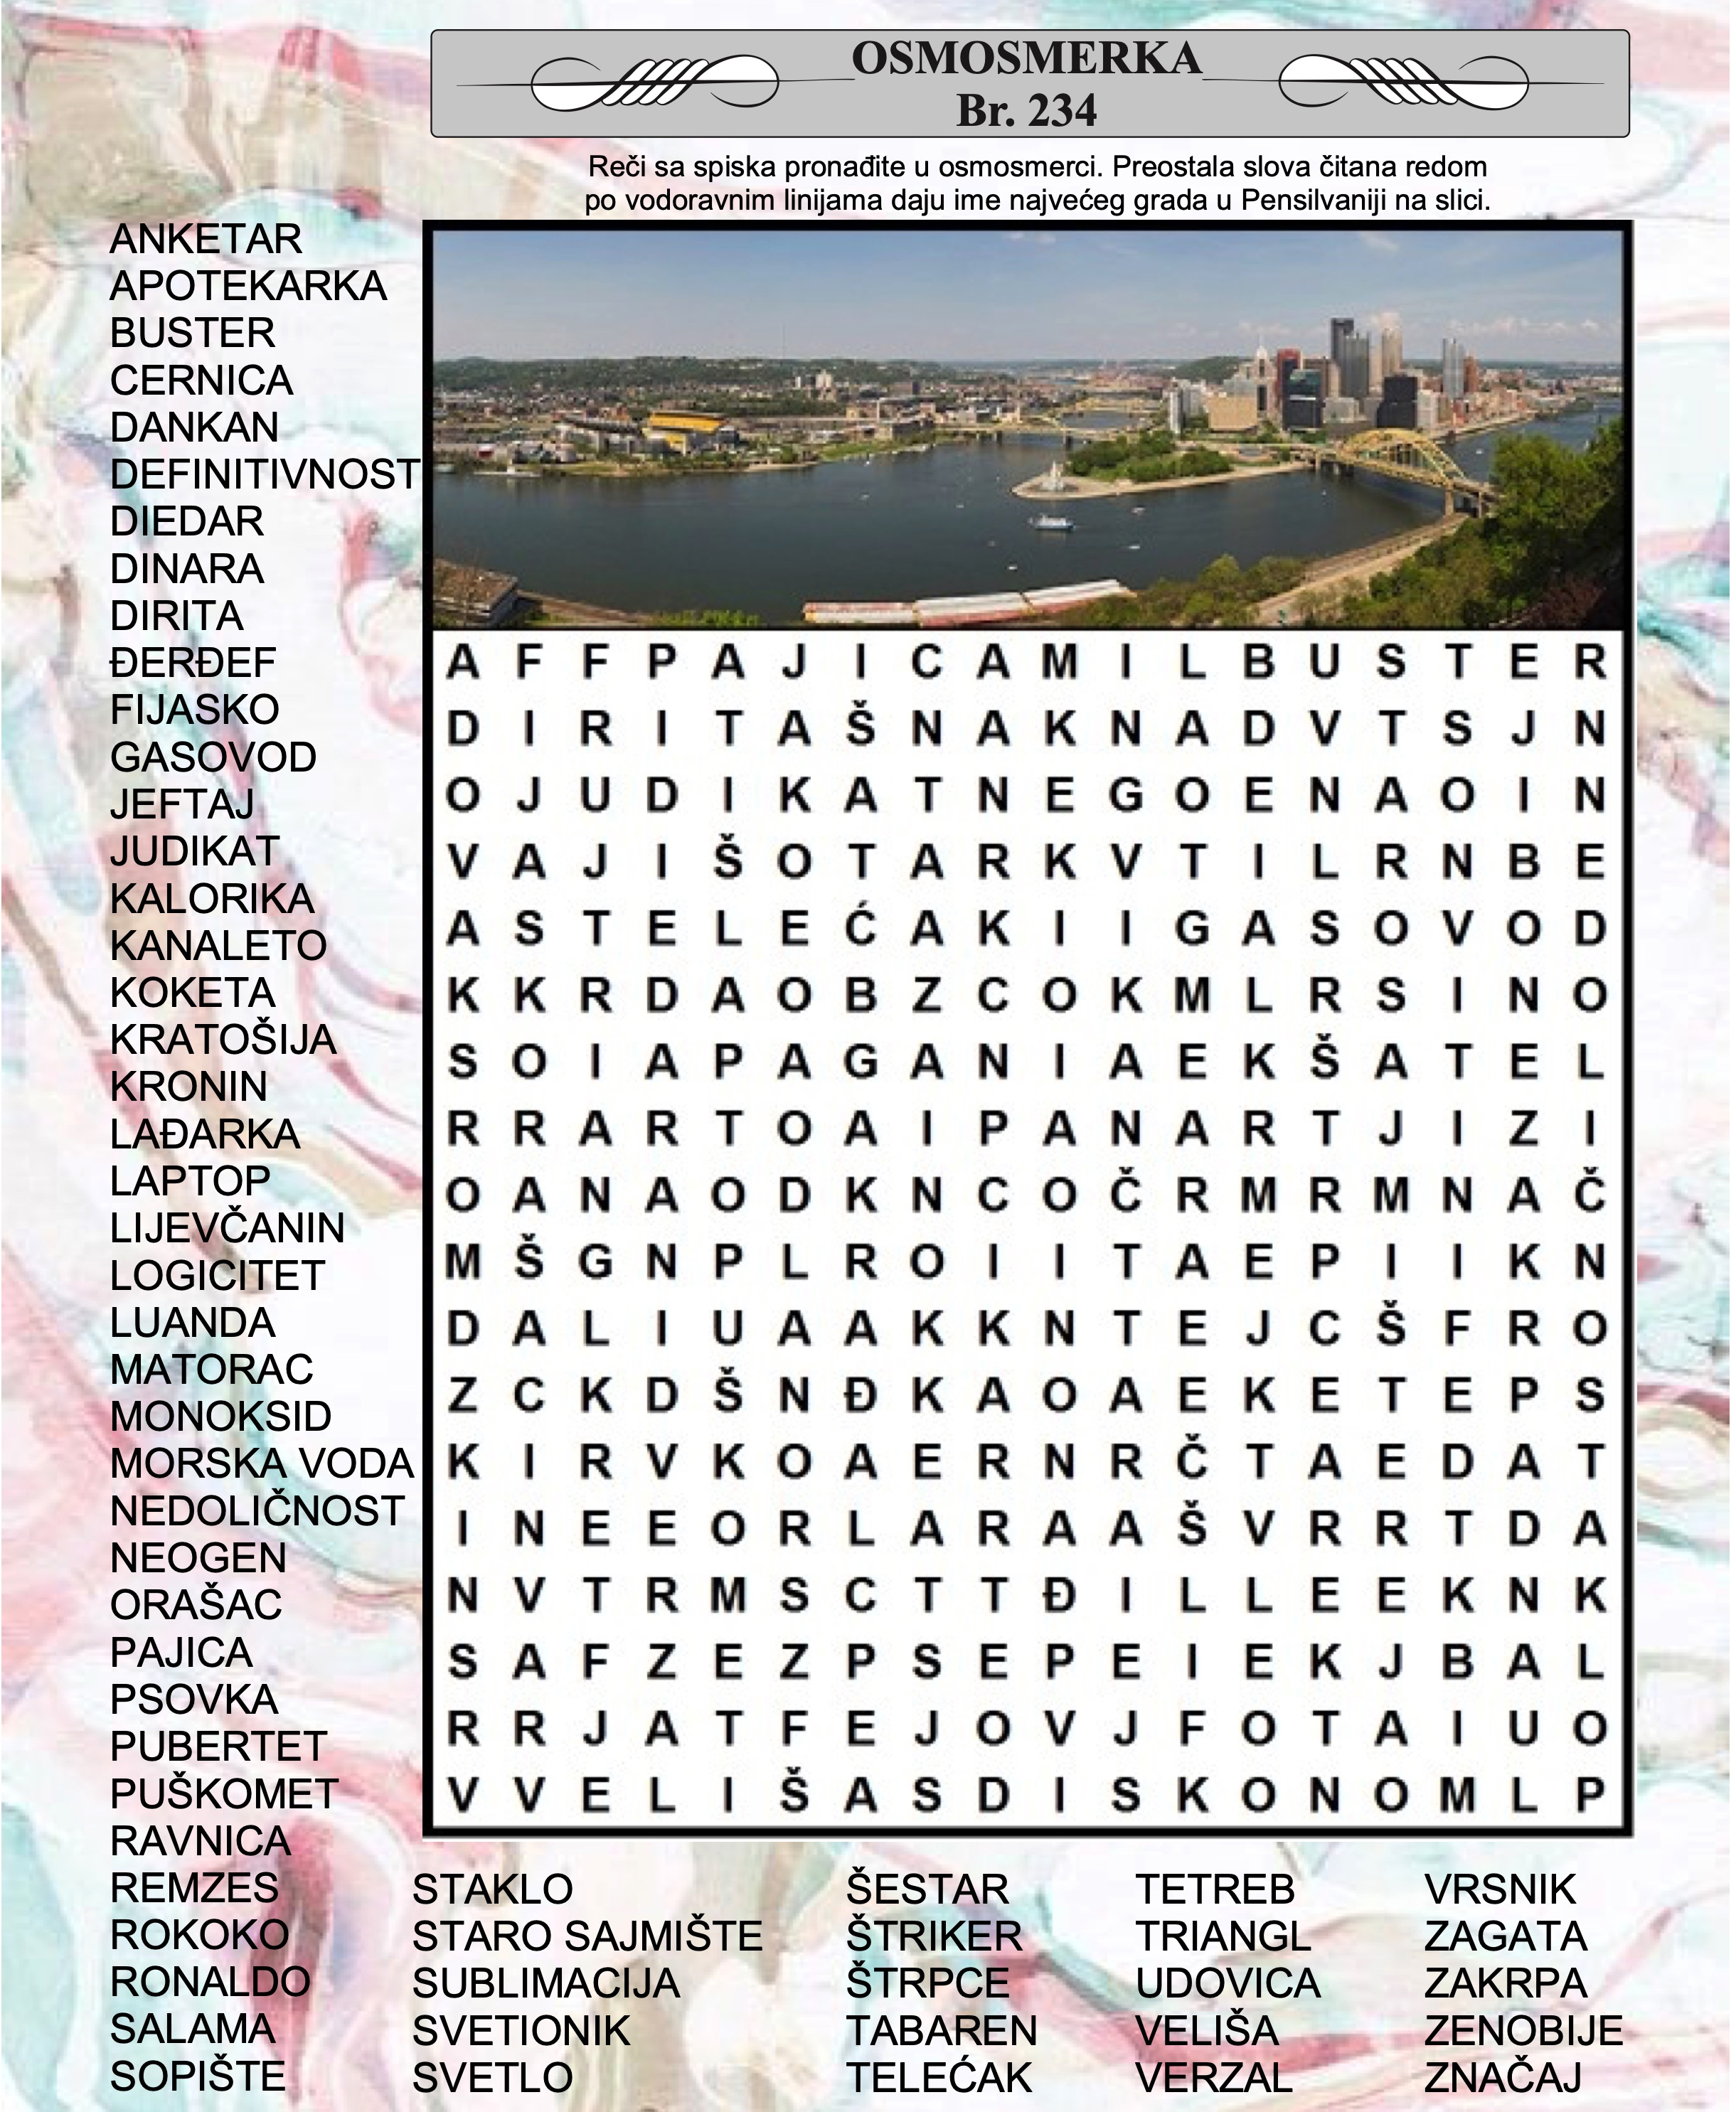 OSMOSMERKA
Br. 234
Reči sa spiska pronađite u osmosmerci. Preostala slova čitana redom
po vodoravnim linijama daju ime najvećeg grada u Pensilvaniji na slici.
ANKETAR
APOTEKARKA
BUSTER
CERNICA
DANKAN
DEFINITIVNOST
DIEDAR
DINARA
DIRITA
ĐERĐEF
FIJASKO
GASOVOD
JEFTAJ
JUDIKAT
KALORIKA
KANALETO
KOKETA
KRATOŠIJA
KRONIN
LAĐARKA
LAPTOP
LIJEVČANIN
LOGICITET
LUANDA
MATORAC
MONOKSID
MORSKA VODA
NEDOLIČNOST
NEOGEN
ORAŠAC
PAJICA
PSOVKA
PUBERTET
PUŠKOMET
RAVNICA
REMZES
ROKOKO
RONALDO
SALAMA
SOPIŠTE
A F F P A J I C A M I L B U S T E R
D I R I T A Š N A K N A D V T S J N
O J U D I K A T N E G O E N A O I N
V A J I Š O T A R K V T I L R N B E
A S T E L E Ć A K I I G A S O V O D
K K R D A O B Z C O K M L R S I N O
S O I A P A G A N I A E K Š A T E L
R R A R T O A I P A N A R T J I Z I
O A N A O D K N C O Č R M R M N A Č
M Š G N P L R O I I T A E P I I K N
D A L I U A A K K N T E J C Š F R O
Z C K D Š N Đ K A O A E K E T E P S
K I R V K O A E R N R Č T A E D A T
I N E E O R L A R A A Š V R R T D A
N V T R M S C T T Đ I L L E E K N K
S A F Z E Z P S E P E I E K J B A L
R R J A T F E J O V J F O T A I U O
V V E L I Š A S D I S K O N O M L P
STAKLO
STARO SAJMIŠTE
SUBLIMACIJA
SVETIONIK
SVETLO
ŠESTAR
ŠTRIKER
ŠTRPCE
TABAREN
TELEĆAK
TETREB
TRIANGL
UDOVICA
VELIŠA
VERZAL
VRSNIK
ZAGATA
ZAKRPA
ZENOBIJE
ZNAČAJ